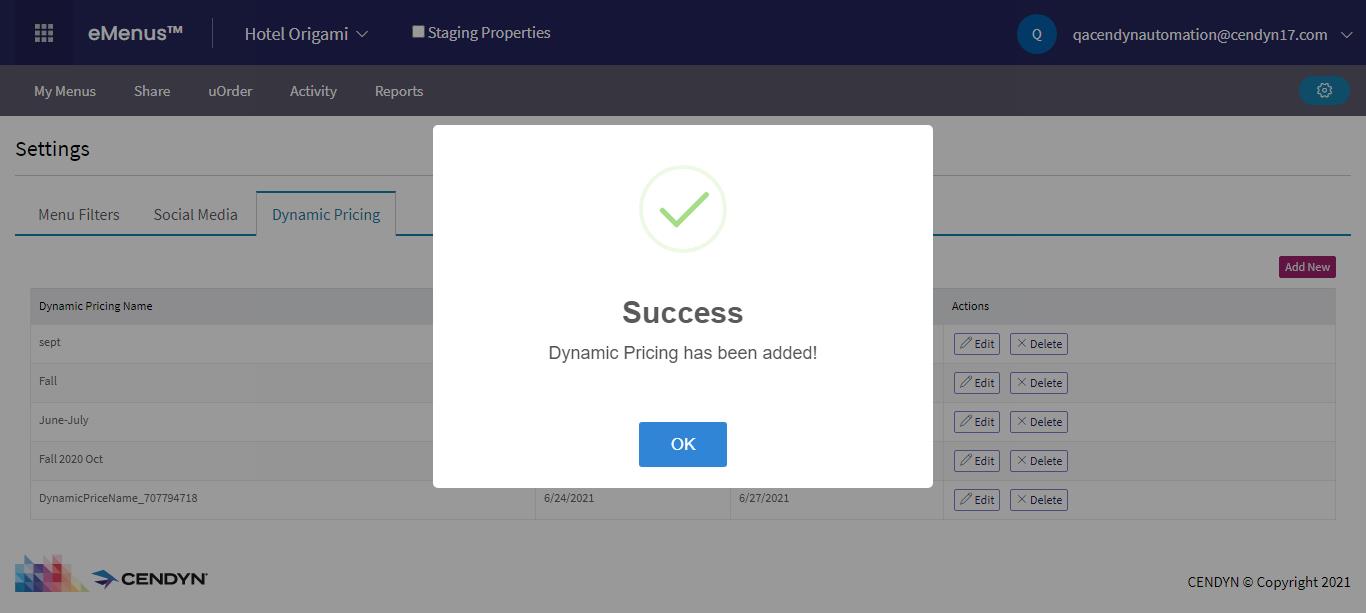 eMenus™
Hotel Origami
Staging Properties
Q
qacendynautomation@cendyn17.com
My Menus
Share
uOrder
Activity
Reports
Settings
Menu Filters
Social Media
Dynamic Pricing
Add New
Dynamic Pricing Name
Actions
sept
Edit
Delete
Fall
Edit
Delete
June-July
Edit
Delete
Fall 2020 Oct
Edit
Delete
DynamicPriceName_707794718
6/24/2021
6/27/2021
Edit
Delete
Success
Dynamic Pricing has been added!
OK
CENDYN
CENDYN © Copyright 2021